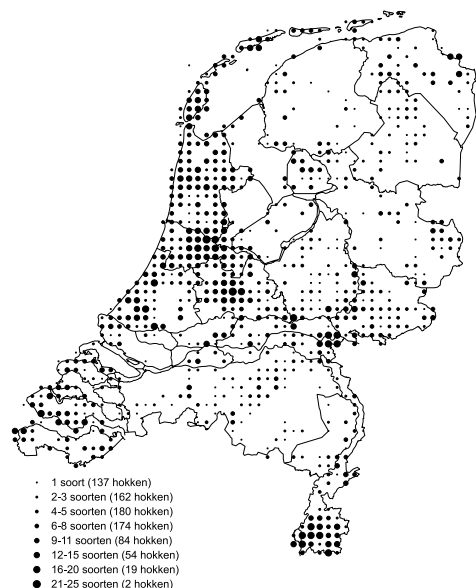 1 soort (137 hokken)
2-3 soorten (162 hokken)
4-5 soorten (180 hokken)
6-8 soorten (174 hokken)
9-11 soorten (84 hokken)
12-15 soorten (54 hokken)
16-20 soorten (19 hokken)
21-25 soorten (2 hokken)